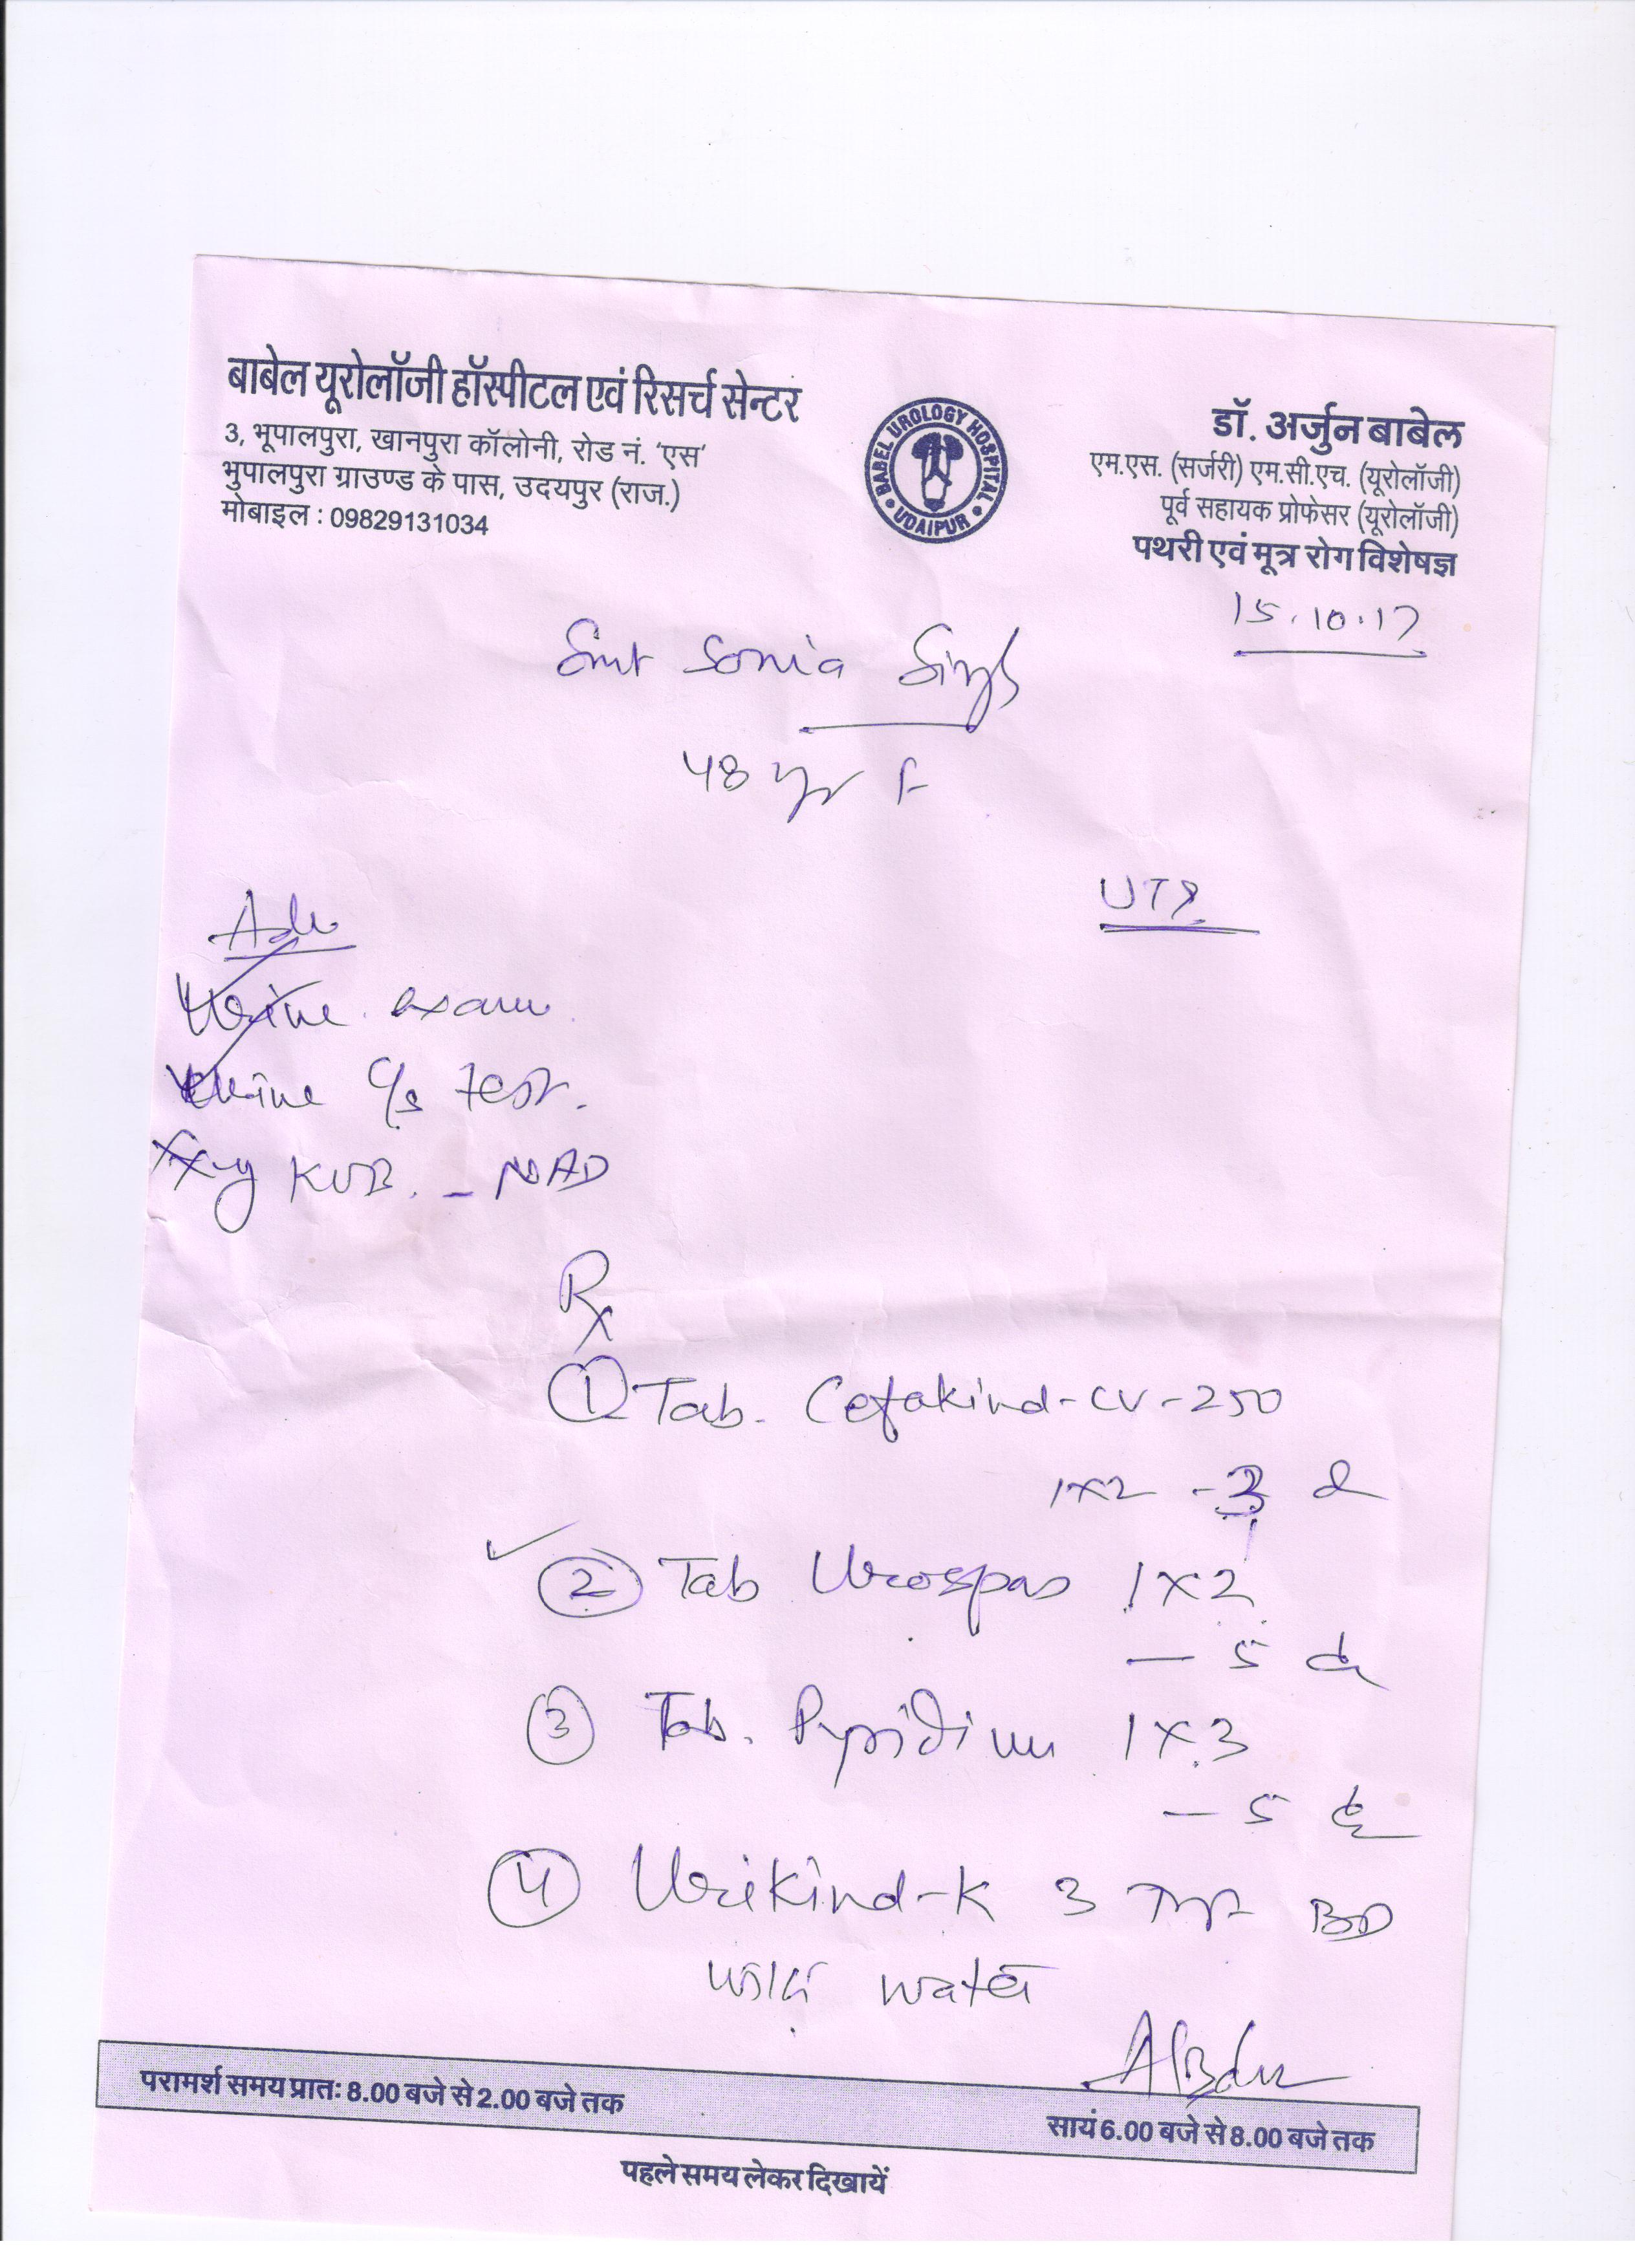 बाबेल यूरोलॉजी हॉस्पीटल एवं रिसर्च सेन्टर
3, भूपालपुरा, खानपुरा कॉलोनी, रोड नं. 'एस'
भुपालपुरा ग्राउण्ड के पास, उदयपुर (राज.)
मोबाइल : 09829131034
BABEL UROLOGY HOSPITAL
UDAIPUR
डॉ. अर्जुन बाबेल
एम.एस. (सर्जरी) एम.सी.एच. (यूरोलॉजी)
पूर्व सहायक प्रोफेसर (यूरोलॉजी)
पथरी एवं मूत्र रोग विशेषज्ञ
15.10.17
Smt Sonia Singh
48 yr F
UTI
Adv
Urine exam
Urine c/s test.
X-ray KUB. - NAD
Rx
① Tab. Cefakind-CV-250
1x2 - 3 d
② Tab Urospas 1x2
- 5 d
③ Tab. Pyridium 1x3
- 5 d
④ Urikind-K 3 TSF BD
with water
परामर्श समय प्रातः 8.00 बजे से 2.00 बजे तक
सायं 6.00 बजे से 8.00 बजे तक
पहले समय लेकर दिखायें